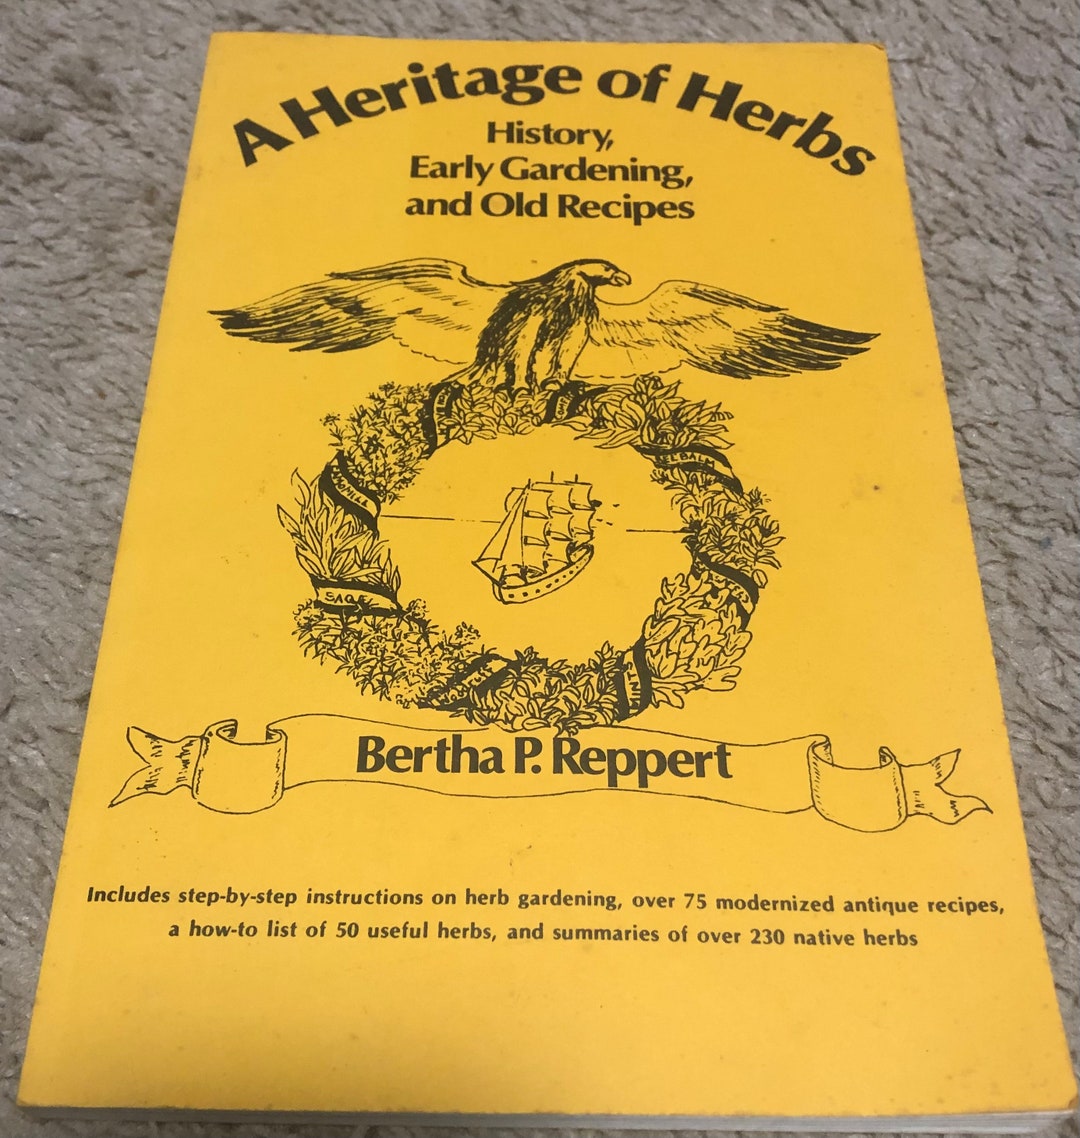 A Heritage of Herbs
History,
Early Gardening,
and Old Recipes
Bertha P. Reppert
Includes step-by-step instructions on herb gardening, over 75 modernized antique recipes,
a how-to list of 50 useful herbs, and summaries of over 230 native herbs